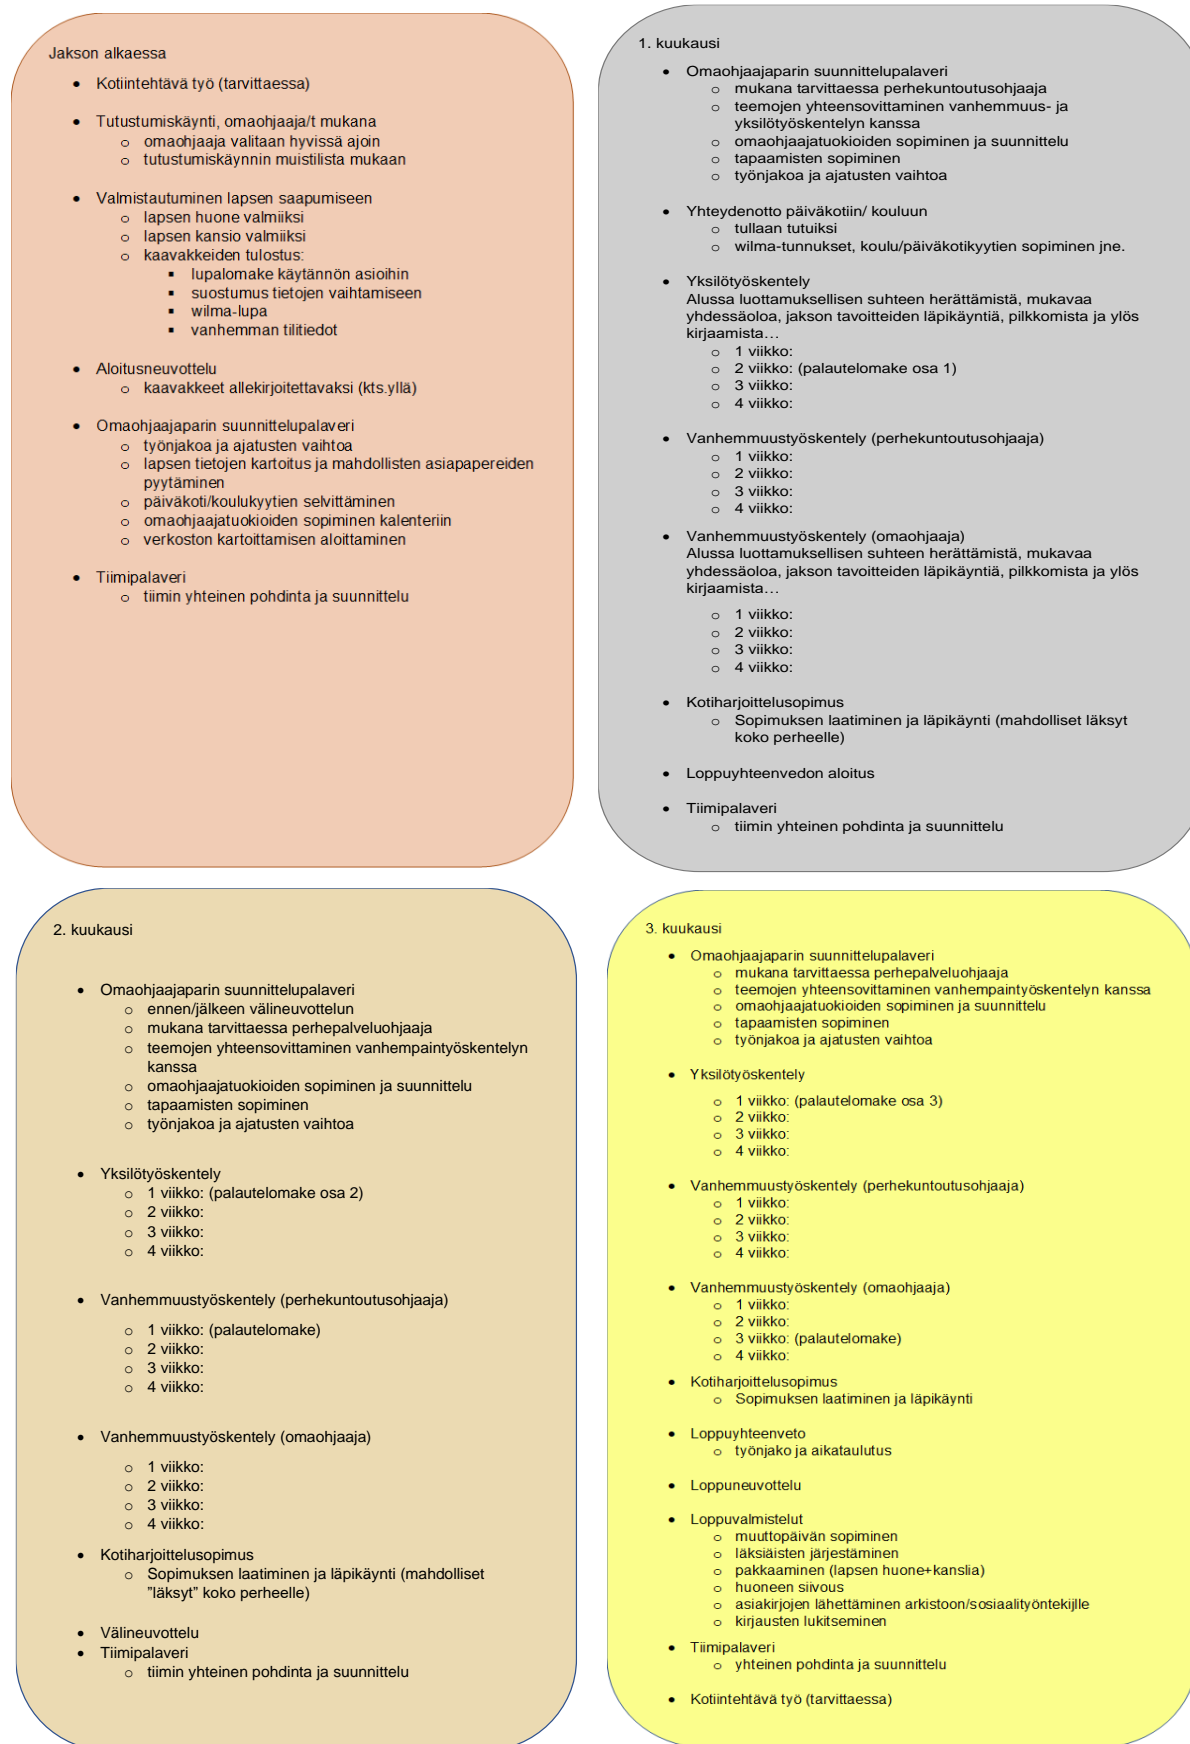 Jakson alkaessa
• Kotiintehtävä työ (tarvittaessa)
• Tutustumiskäynti, omaohjaaja/t mukana
o omaohjaaja valitaan hyvissä ajoin
o tutustumiskäynnin muistilista mukaan
• Valmistautuminen lapsen saapumiseen
o lapsen huone valmiiksi
o lapsen kansio valmiiksi
o kaavakkeiden tulostus:
▪ lupalomake käytännön asioihin
▪ suostumus tietojen vaihtamiseen
▪ wilma-lupa
▪ vanhemman tilitiedot
• Aloitusneuvottelu
o kaavakkeet allekirjoitettavaksi (kts.yllä)
• Omaohjaajaparin suunnittelupalaveri
o työnjakoa ja ajatusten vaihtoa
o lapsen tietojen kartoitus ja mahdollisten asiapapereiden
pyytäminen
o päiväkoti/koulukyytien selvittäminen
o omaohjaajatuokioiden sopiminen kalenteriin
o verkoston kartoittamisen aloittaminen
• Tiimipalaveri
o tiimin yhteinen pohdinta ja suunnittelu
1. kuukausi
• Omaohjaajaparin suunnittelupalaveri
o mukana tarvittaessa perhekuntoutusohjaaja
o teemojen yhteensovittaminen vanhemmuus- ja
yksilötyöskentelyn kanssa
o omaohjaajatuokioiden sopiminen ja suunnittelu
o tapaamisten sopiminen
o työnjakoa ja ajatusten vaihtoa
• Yhteydenotto päiväkotiin/ kouluun
o tullaan tutuiksi
o wilma-tunnukset, koulu/päiväkotikyytien sopiminen jne.
• Yksilötyöskentely
Alussa luottamuksellisen suhteen herättämistä, mukavaa
yhdessäoloa, jakson tavoitteiden läpikäyntiä, pilkkomista ja ylös
kirjaamista…
o 1 viikko:
o 2 viikko: (palautelomake osa 1)
o 3 viikko:
o 4 viikko:
• Vanhemmuustyöskentely (perhekuntoutusohjaaja)
o 1 viikko:
o 2 viikko:
o 3 viikko:
o 4 viikko:
• Vanhemmuustyöskentely (omaohjaaja)
Alussa luottamuksellisen suhteen herättämistä, mukavaa
yhdessäoloa, jakson tavoitteiden läpikäyntiä, pilkkomista ja ylös
kirjaamista…
o 1 viikko:
o 2 viikko:
o 3 viikko:
o 4 viikko:
• Kotiharjoittelusopimus
o Sopimuksen laatiminen ja läpikäynti (mahdolliset läksyt
koko perheelle)
• Loppuyhteenvedon aloitus
• Tiimipalaveri
o tiimin yhteinen pohdinta ja suunnittelu
2. kuukausi
• Omaohjaajaparin suunnittelupalaveri
o ennen/jälkeen välineuvottelun
o mukana tarvittaessa perhepalveluohjaaja
o teemojen yhteensovittaminen vanhempaintyöskentelyn
kanssa
o omaohjaajatuokioiden sopiminen ja suunnittelu
o tapaamisten sopiminen
o työnjakoa ja ajatusten vaihtoa
• Yksilötyöskentely
o 1 viikko: (palautelomake osa 2)
o 2 viikko:
o 3 viikko:
o 4 viikko:
• Vanhemmuustyöskentely (perhekuntoutusohjaaja)
o 1 viikko: (palautelomake)
o 2 viikko:
o 3 viikko:
o 4 viikko:
• Vanhemmuustyöskentely (omaohjaaja)
o 1 viikko:
o 2 viikko:
o 3 viikko:
o 4 viikko:
• Kotiharjoittelusopimus
o Sopimuksen laatiminen ja läpikäynti (mahdolliset
”läksyt” koko perheelle)
• Välineuvottelu
• Tiimipalaveri
o tiimin yhteinen pohdinta ja suunnittelu
3. kuukausi
• Omaohjaajaparin suunnittelupalaveri
o mukana tarvittaessa perhepalveluohjaaja
o teemojen yhteensovittaminen vanhempaintyöskentelyn kanssa
o omaohjaajatuokioiden sopiminen ja suunnittelu
o tapaamisten sopiminen
o työnjakoa ja ajatusten vaihtoa
• Yksilötyöskentely
o 1 viikko: (palautelomake osa 3)
o 2 viikko:
o 3 viikko:
o 4 viikko:
• Vanhemmuustyöskentely (perhekuntoutusohjaaja)
o 1 viikko:
o 2 viikko:
o 3 viikko:
o 4 viikko:
• Vanhemmuustyöskentely (omaohjaaja)
o 1 viikko:
o 2 viikko:
o 3 viikko: (palautelomake)
o 4 viikko:
• Kotiharjoittelusopimus
o Sopimuksen laatiminen ja läpikäynti
• Loppuyhteenveto
o työnjako ja aikataulutus
• Loppuneuvottelu
• Loppuvalmistelut
o muuttopäivän sopiminen
o läksiäisten järjestäminen
o pakkaaminen (lapsen huone+kanslia)
o huoneen siivous
o asiakirjojen lähettäminen arkistoon/sosiaalityöntekijlle
o kirjausten lukitseminen
• Tiimipalaveri
o yhteinen pohdinta ja suunnittelu
• Kotiintehtävä työ (tarvittaessa)